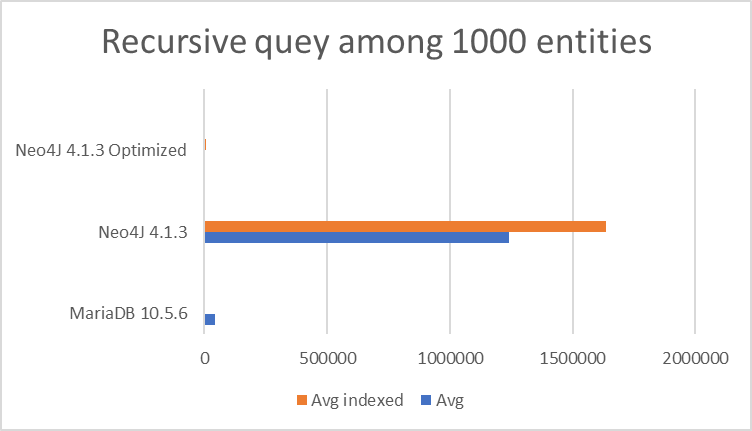 Recursive quey among 1000 entities
Neo4J 4.1.3 Optimized
Neo4J 4.1.3
MariaDB 10.5.6
0 500000 1000000 1500000 2000000
Avg indexed Avg